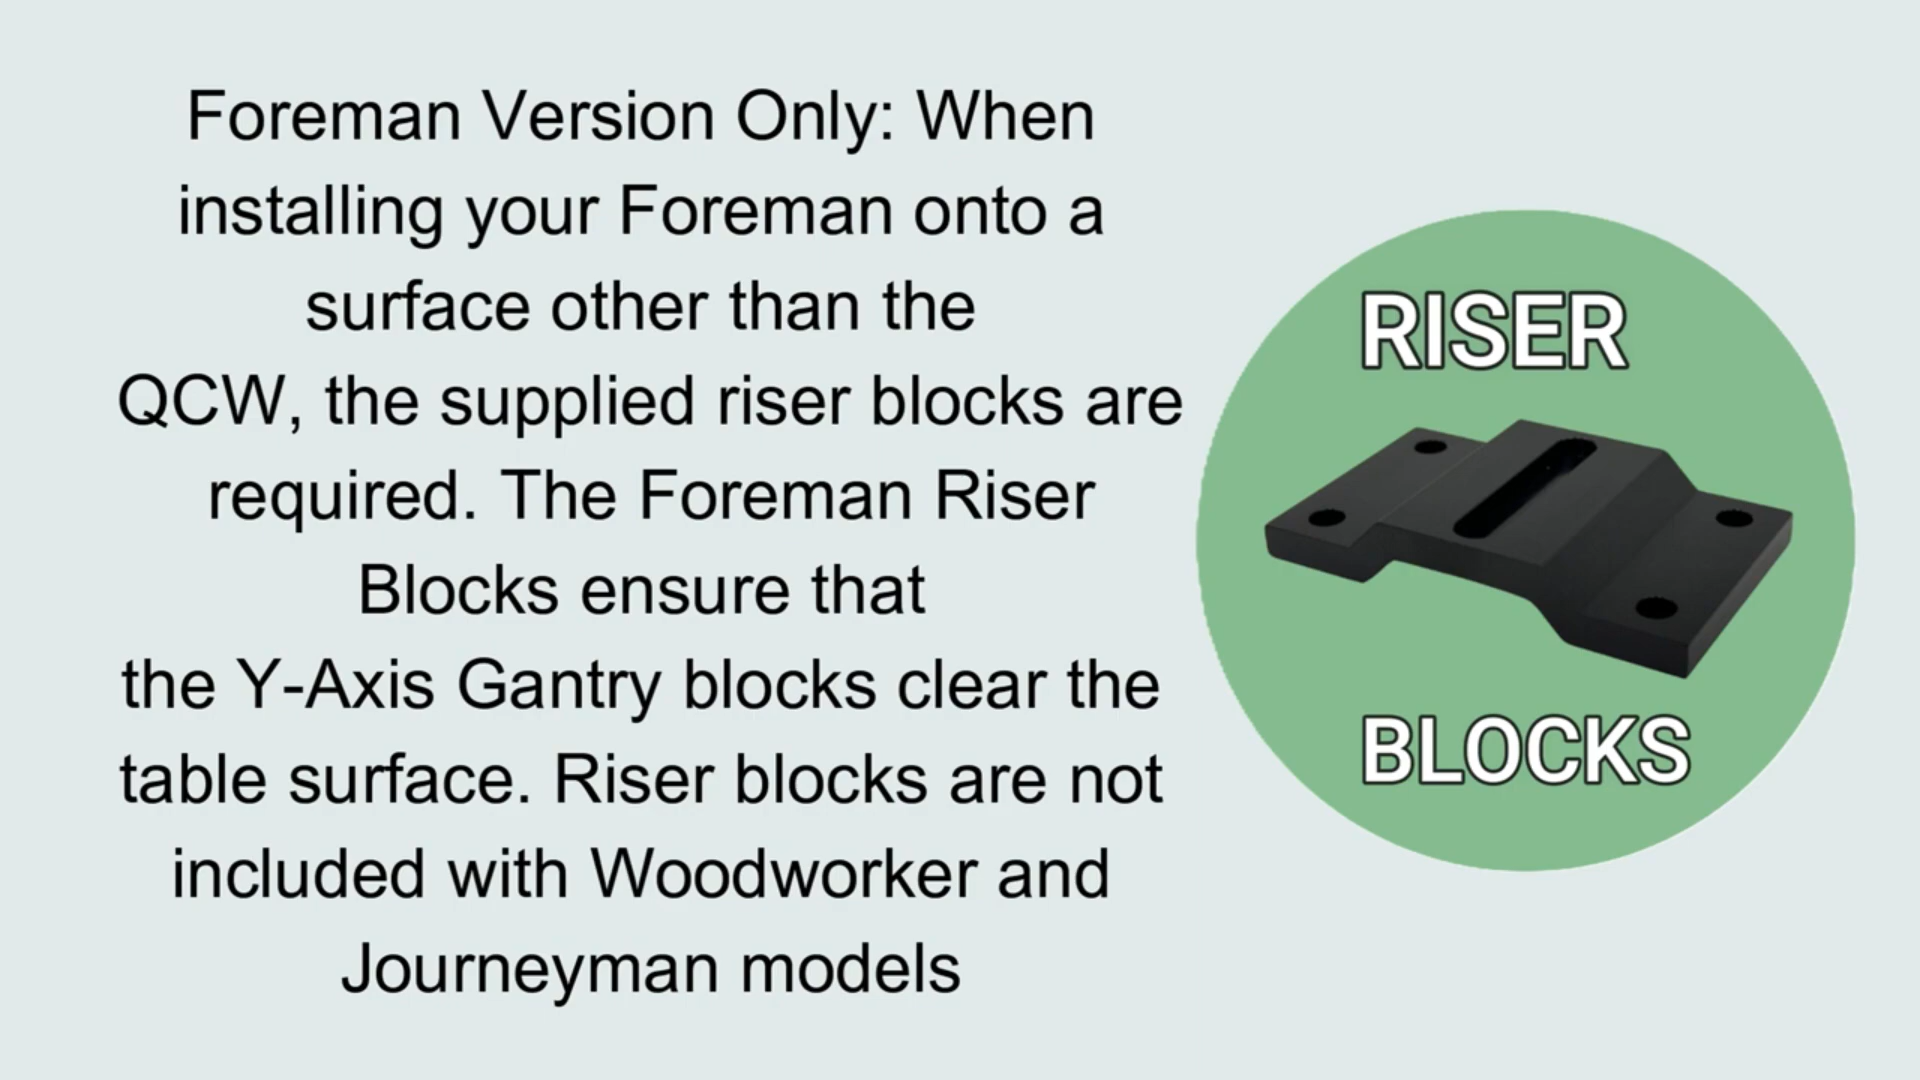 Foreman Version Only: When
installing your Foreman onto a
surface other than the
QCW, the supplied riser blocks are
required. The Foreman Riser
Blocks ensure that
the Y-Axis Gantry blocks clear the
table surface. Riser blocks are not
included with Woodworker and
Journeyman models
RISER
BLOCKS